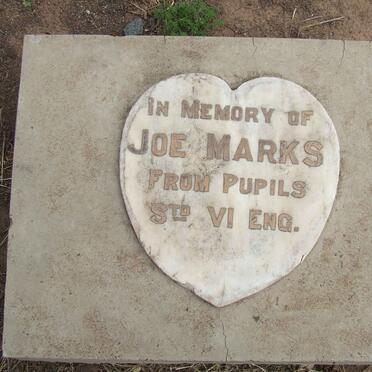 IN MEMORY OF
JOE MARKS
FROM PUPILS
STD VI ENG.